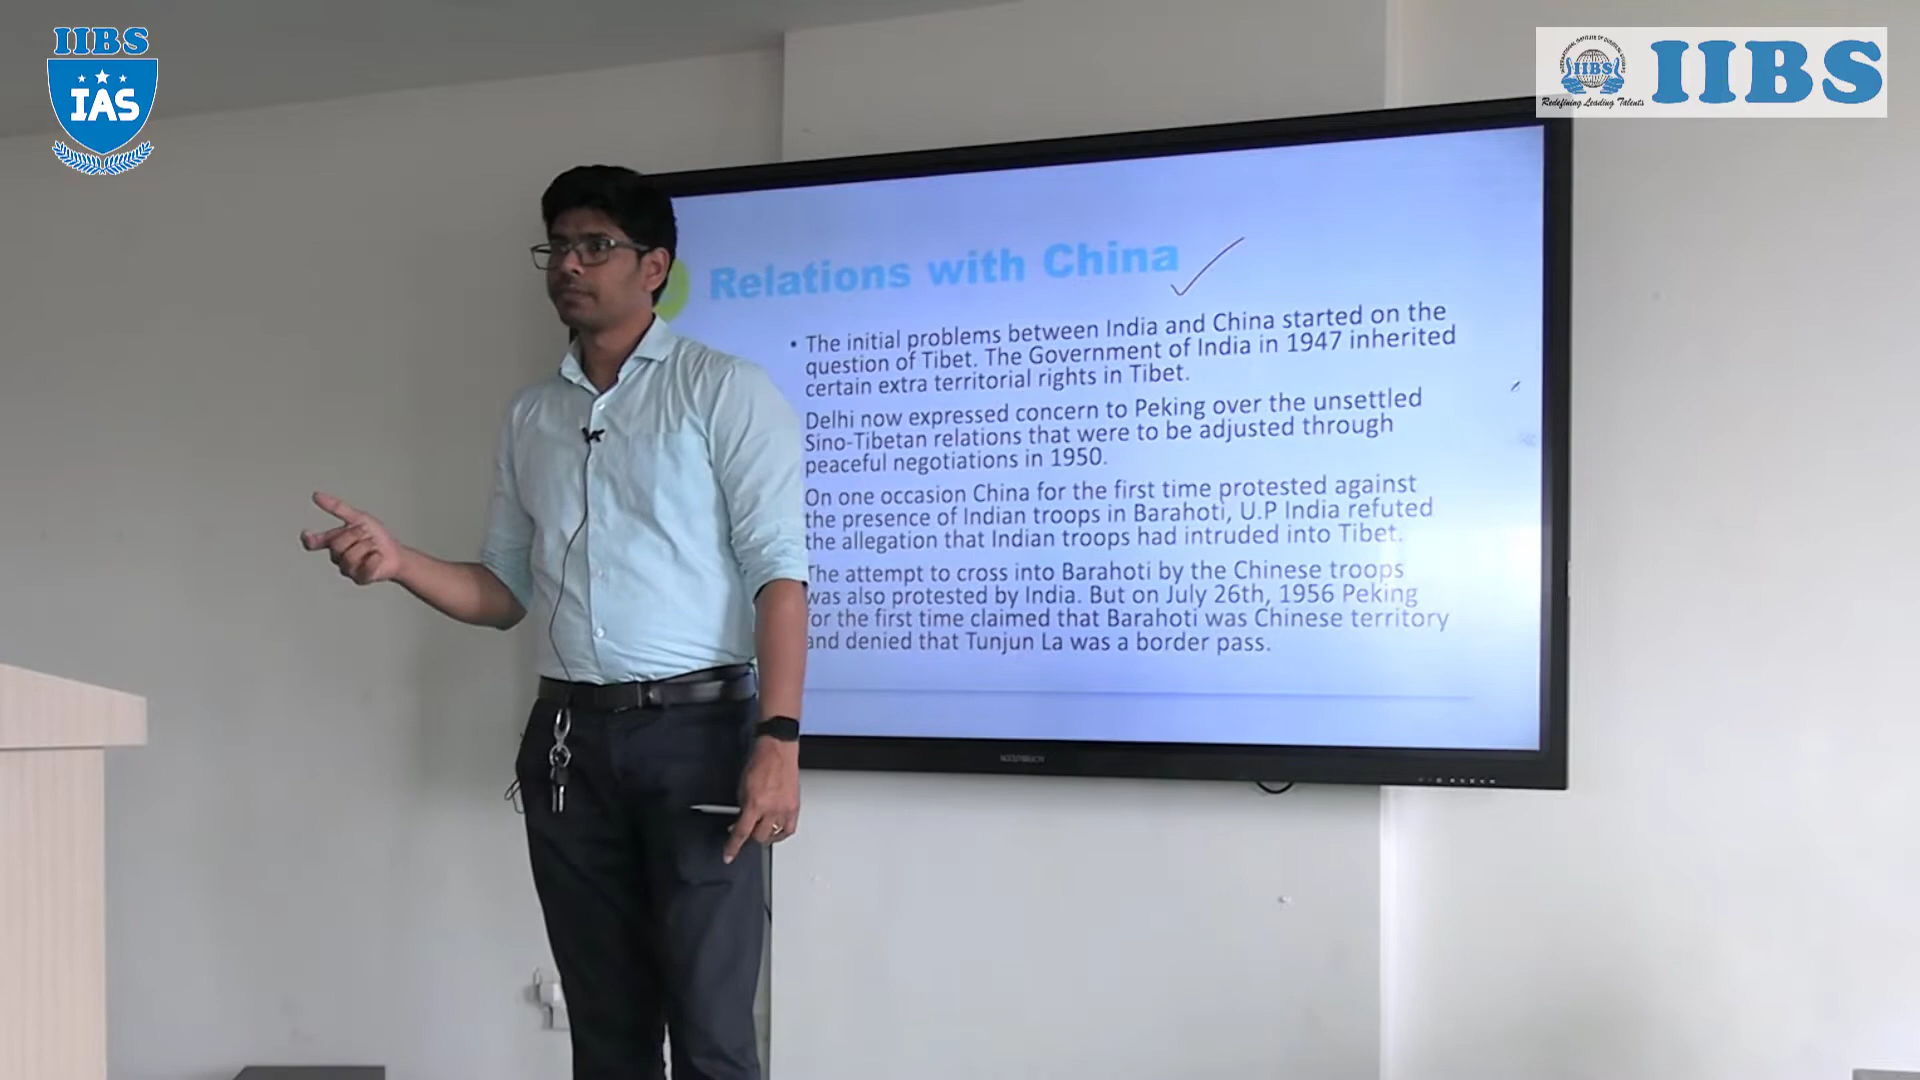 IIBS
IAS
IIBS
Redefining Leading Talents
IIBS
Relations with China
• The initial problems between India and China started on the
question of Tibet. The Government of India in 1947 inherited
certain extra territorial rights in Tibet.
Delhi now expressed concern to Peking over the unsettled
Sino-Tibetan relations that were to be adjusted through
peaceful negotiations in 1950.
On one occasion China for the first time protested against
the presence of Indian troops in Barahoti, U.P India refuted
the allegation that Indian troops had intruded into Tibet.
The attempt to cross into Barahoti by the Chinese troops
was also protested by India. But on July 26th, 1956 Peking
for the first time claimed that Barahoti was Chinese territory
and denied that Tunjun La was a border pass.